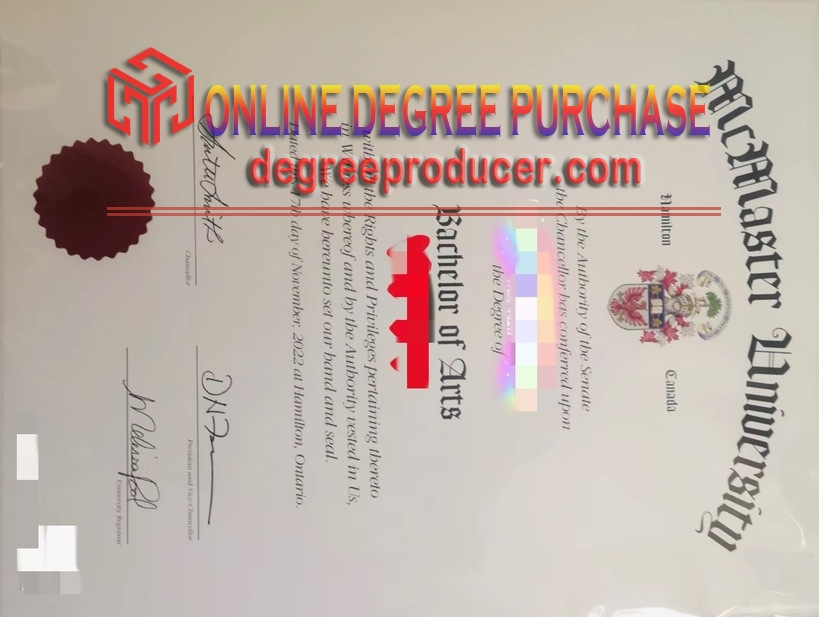 ONLINE DEGREE PURCHASE
degreeproducer.com
McMaster University
Hamilton Canada
By the Authority of the Senate
the Chancellor has conferred upon
the Degree of
Bachelor of Arts
with all the Rights and Privileges pertaining thereto
In Witness whereof and by the Authority vested in Us,
We have hereunto set our hand and seal.
day of November, 2022 at Hamilton, Ontario.
Chancellor
President and Vice-Chancellor
University Registrar